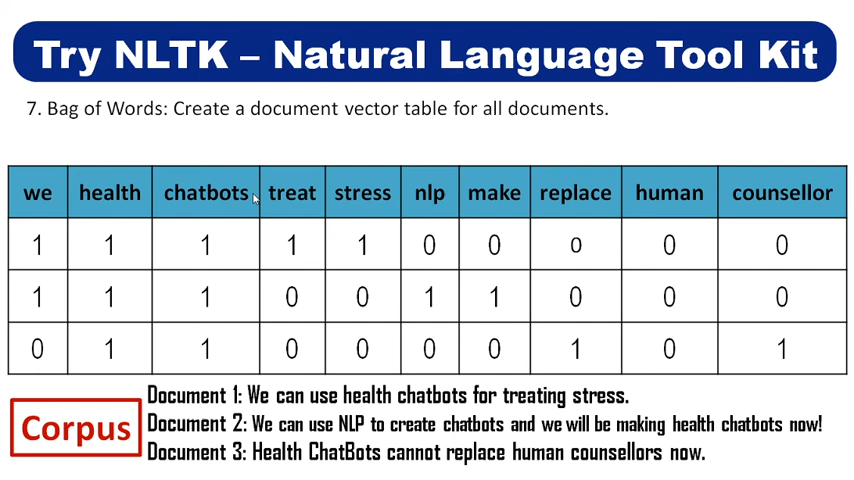 Try NLTK – Natural Language Tool Kit
7. Bag of Words: Create a document vector table for all documents.
we health chatbots treat stress nlp make replace human counsellor
1 1 1 1 1 0 0 0 0 0
1 1 1 0 0 1 1 0 0 0
0 1 1 0 0 0 0 1 0 1
Corpus
Document 1: We can use health chatbots for treating stress.
Document 2: We can use NLP to create chatbots and we will be making health chatbots now!
Document 3: Health ChatBots cannot replace human counsellors now.